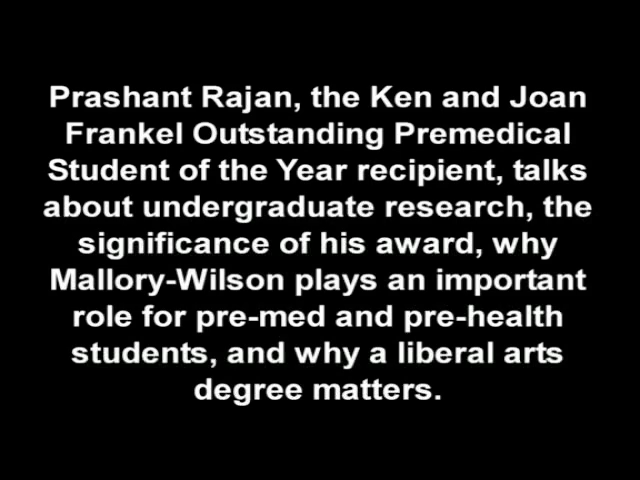 Prashant Rajan, the Ken and Joan
Frankel Outstanding Premedical
Student of the Year recipient, talks
about undergraduate research, the
significance of his award, why
Mallory-Wilson plays an important
role for pre-med and pre-health
students, and why a liberal arts
degree matters.